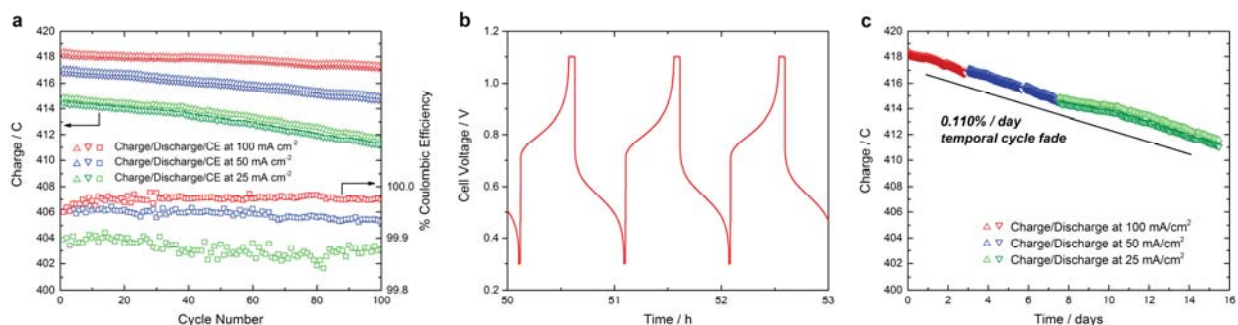 a
420
418
416
414
412
410
408
406
404
402
400
Charge / C
Charge/Discharge/CE at 100 mA cm-2
Charge/Discharge/CE at 50 mA cm-2
Charge/Discharge/CE at 25 mA cm-2
100.0
99.9
99.8
% Coulombic Efficiency
0 20 40 60 80 100
Cycle Number
b
1.2
1.0
0.8
0.6
0.4
0.2
Cell Voltage / V
50 51 52 53
Time / h
c
420
418
416
414
412
410
408
406
404
402
400
Charge / C
0.110% / day
temporal cycle fade
Charge/Discharge at 100 mA/cm2
Charge/Discharge at 50 mA/cm2
Charge/Discharge at 25 mA/cm2
0 2 4 6 8 10 12 14 16
Time / days